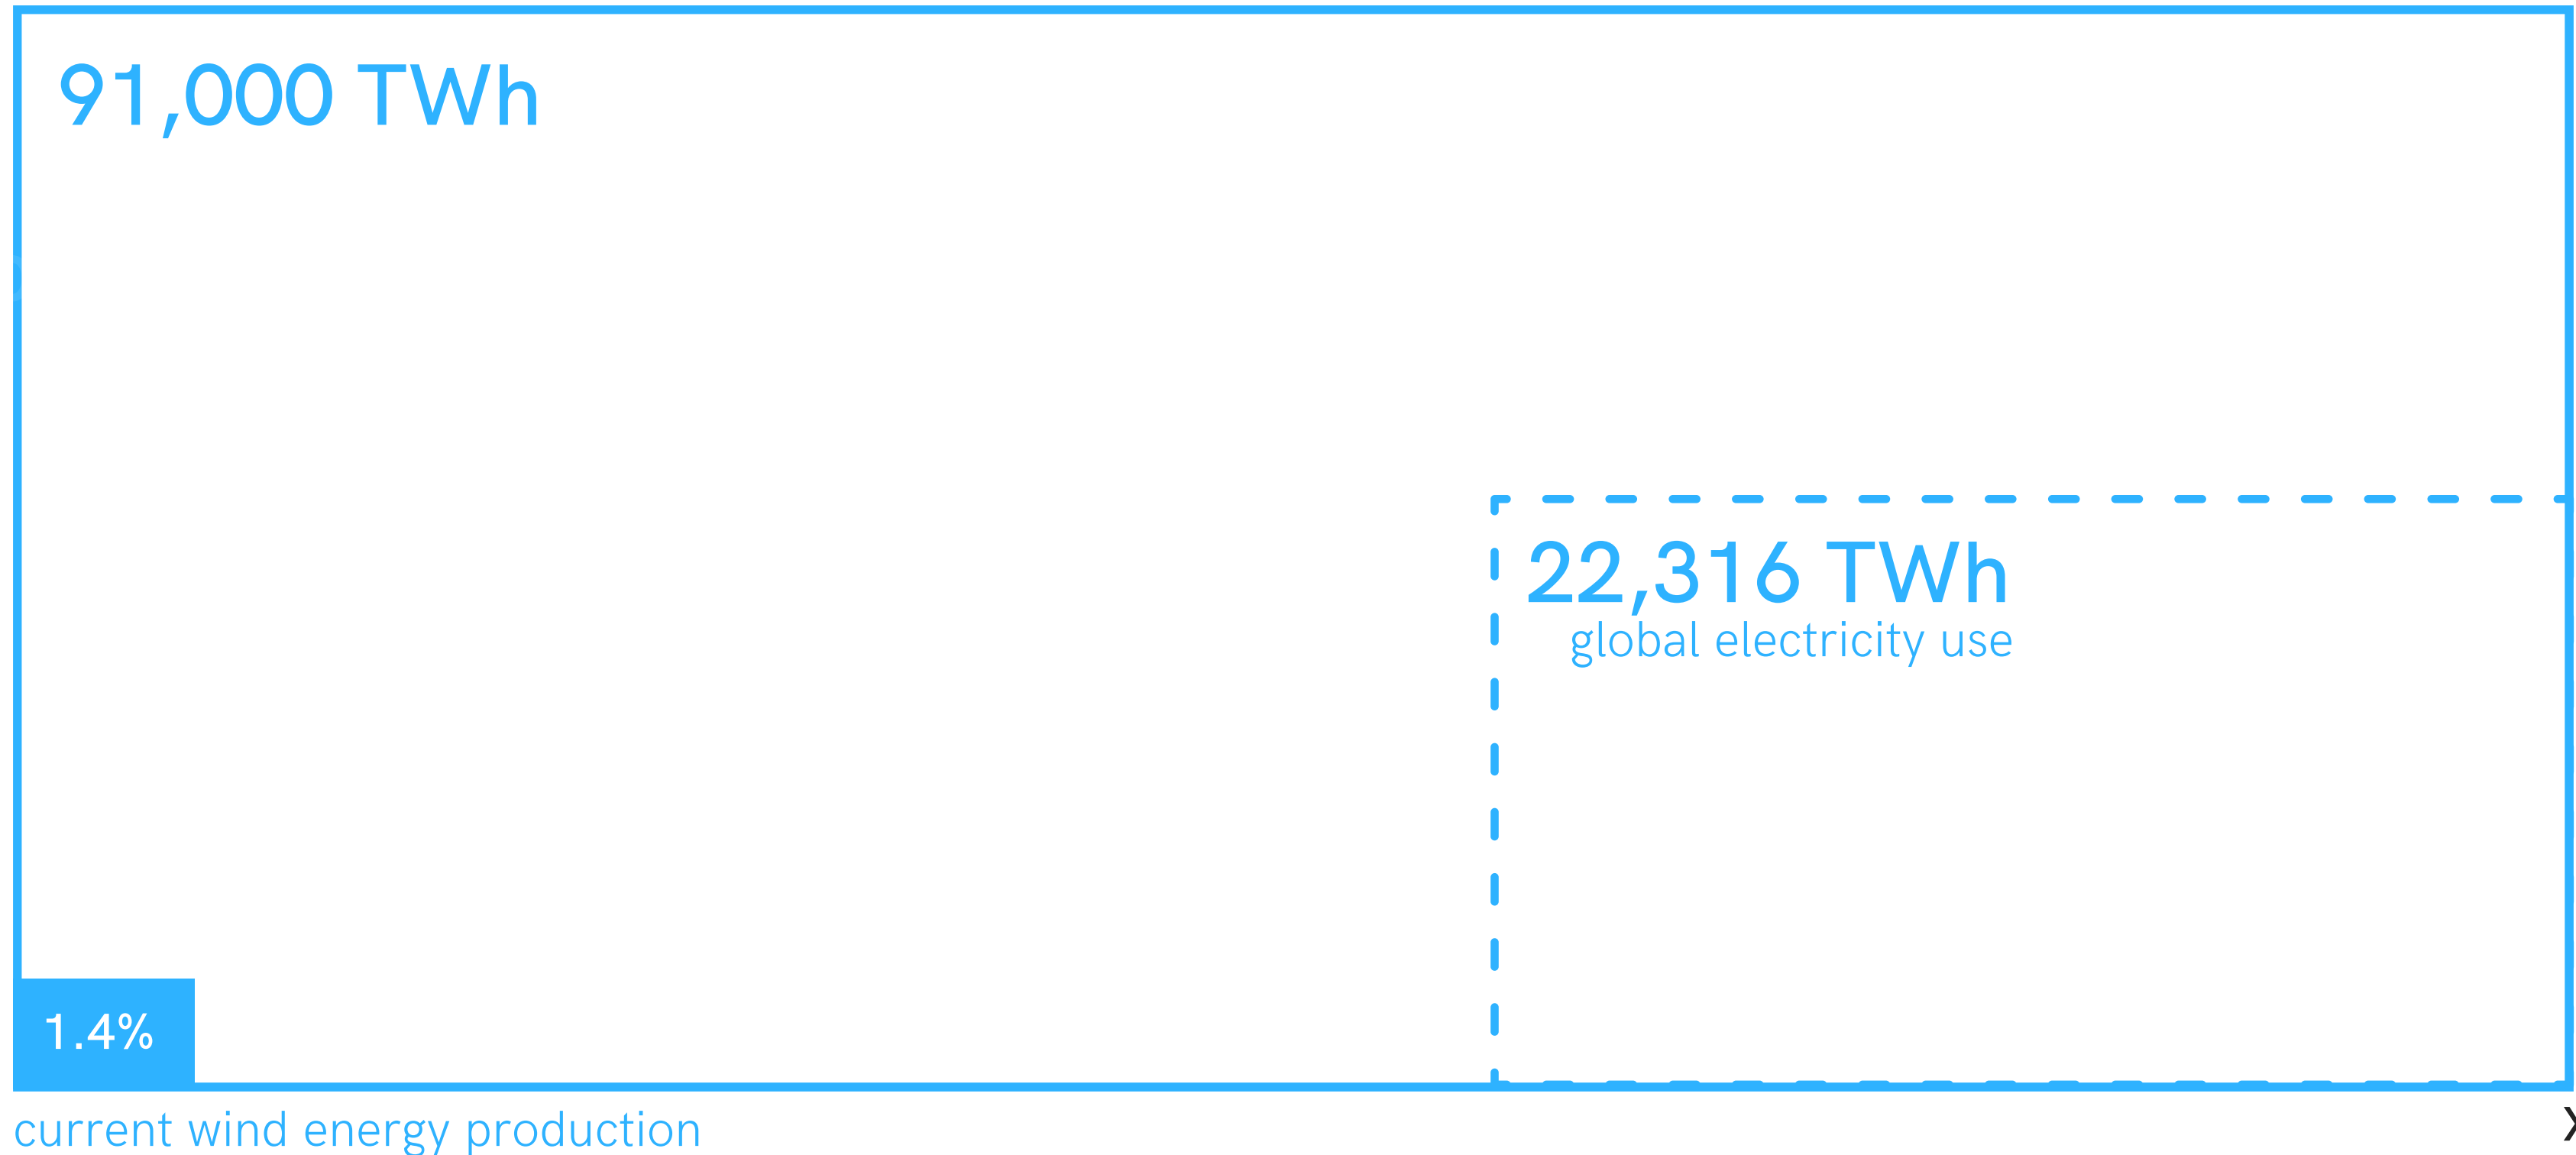 91,000 TWh
22,316 TWh
global electricity use
1.4%
current wind energy production